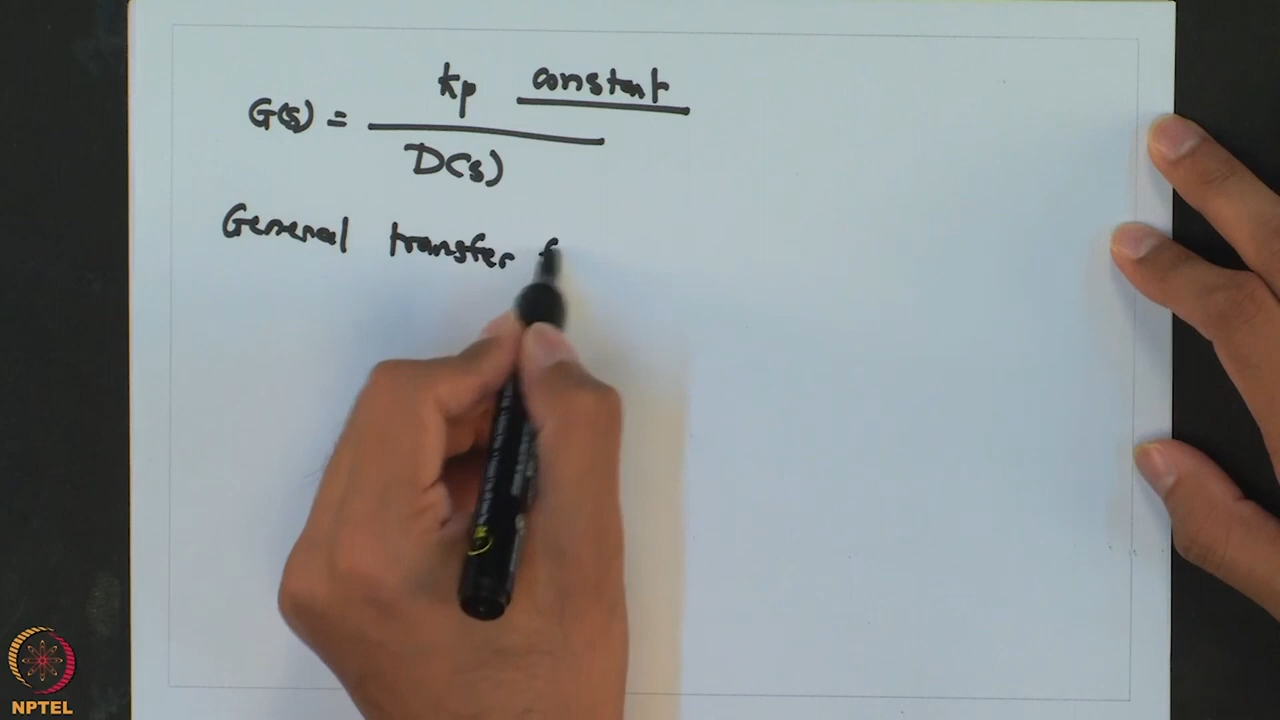 kp constant
G(s) =
D(s)
General transfer f
NPTEL